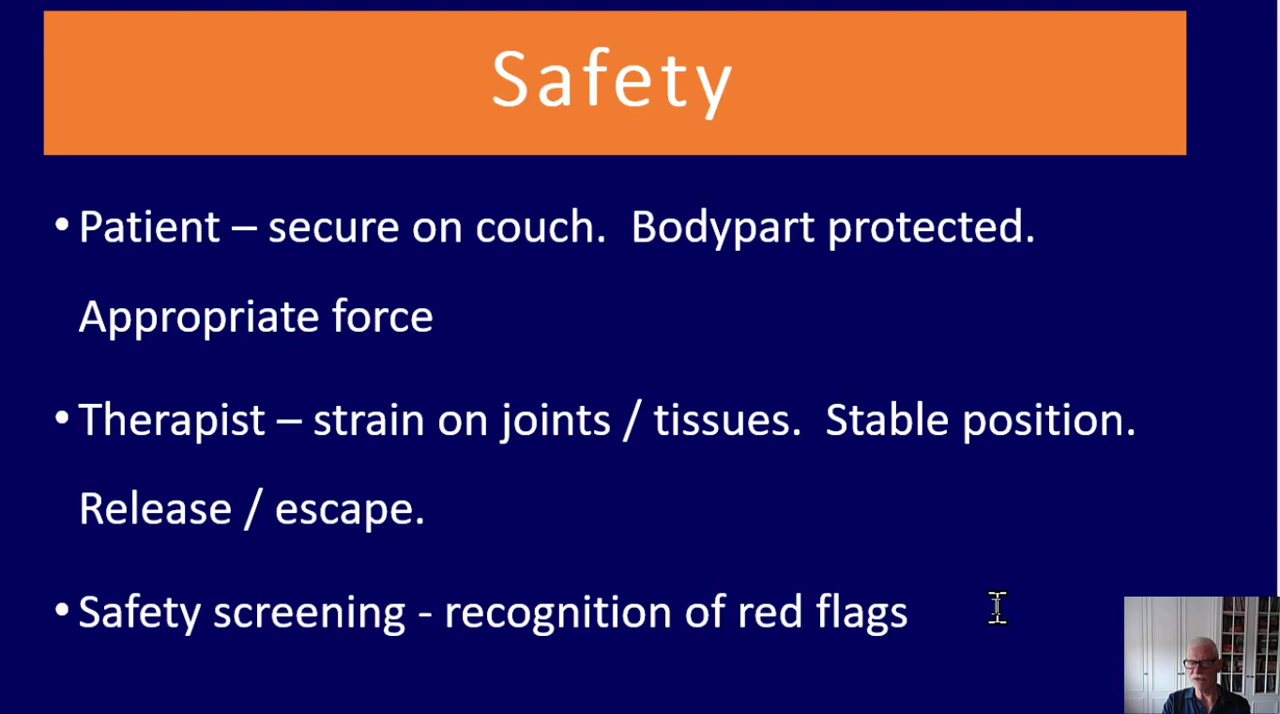 Safety
• Patient – secure on couch.  Bodypart protected.
Appropriate force
• Therapist – strain on joints / tissues.  Stable position.
Release / escape.
• Safety screening - recognition of red flags